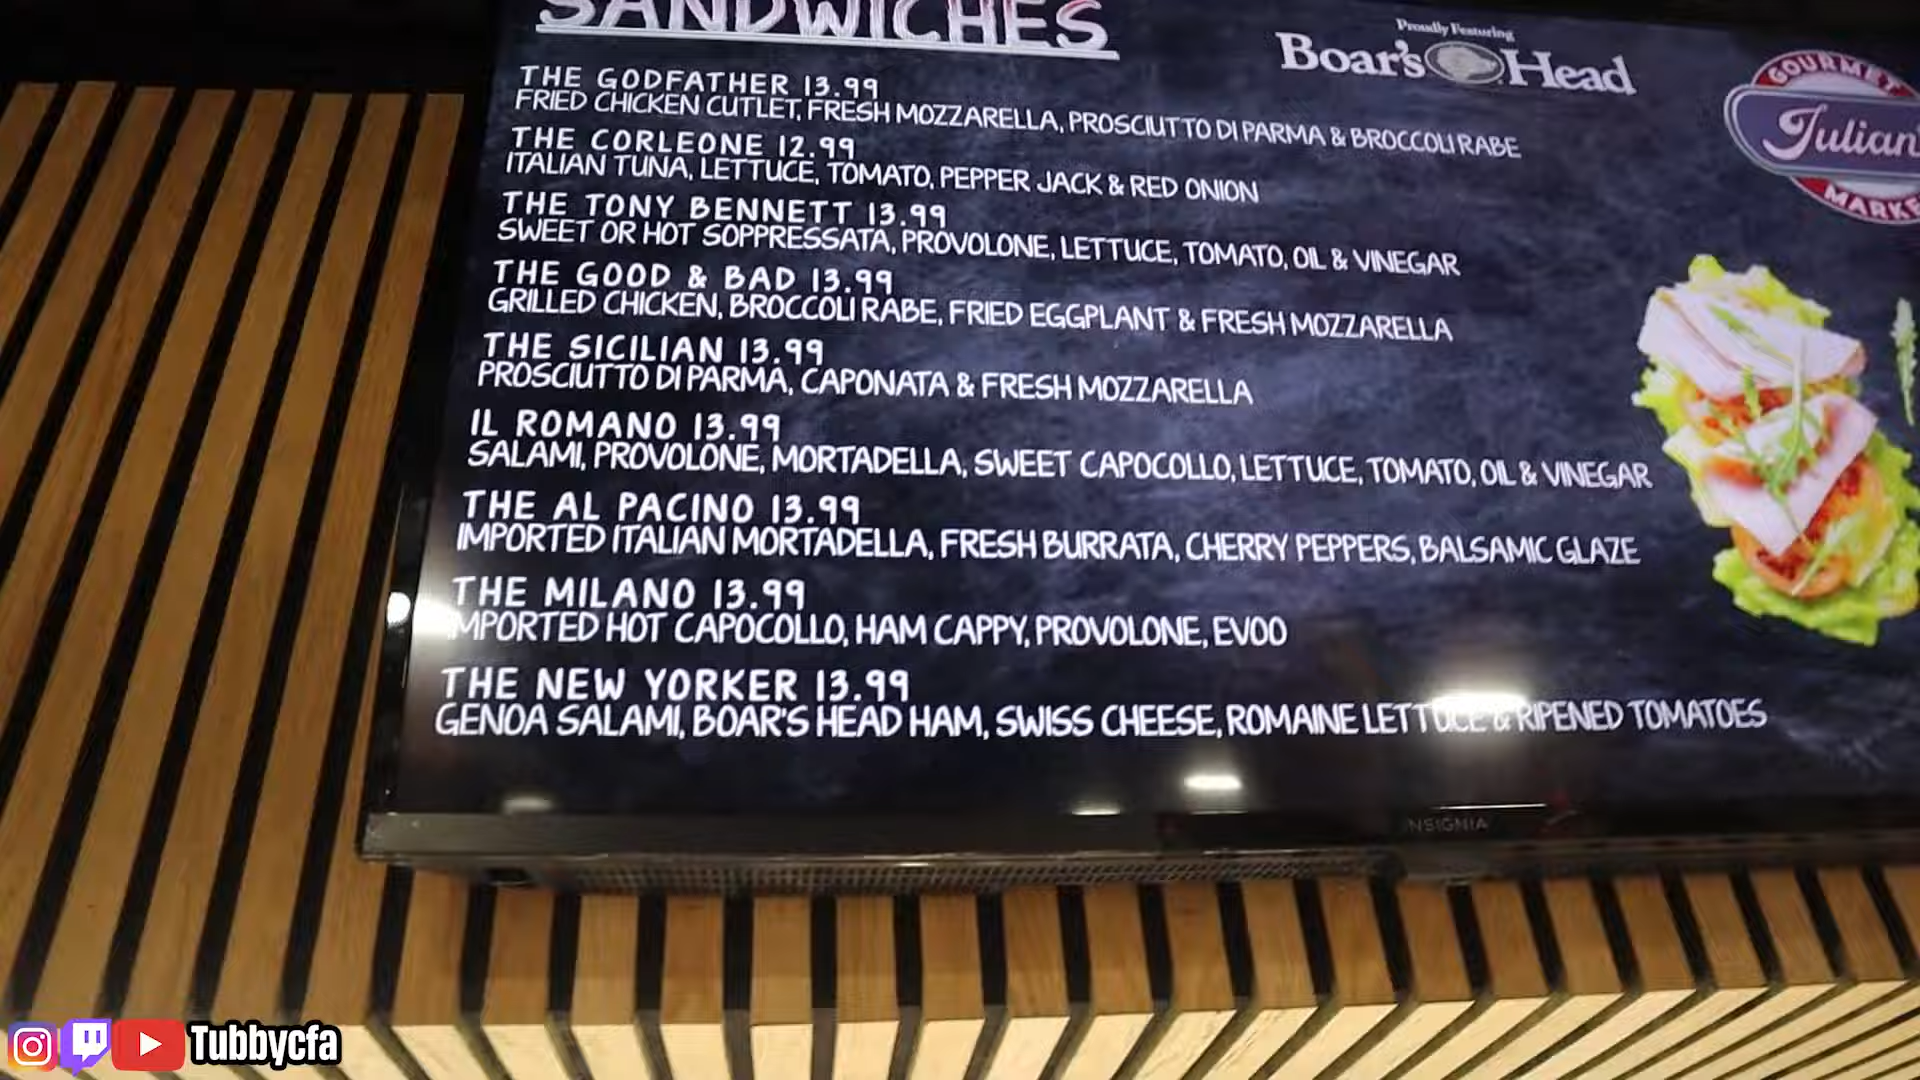 SANDWICHES
Proudly Featuring
Boar's Head
GOURMET
Julian's
MARKET
THE GODFATHER 13.99
FRIED CHICKEN CUTLET, FRESH MOZZARELLA, PROSCIUTTO DI PARMA & BROCCOLI RABE
THE CORLEONE 12.99
ITALIAN TUNA, LETTUCE, TOMATO, PEPPER JACK & RED ONION
THE TONY BENNETT 13.99
SWEET OR HOT SOPPRESSATA, PROVOLONE, LETTUCE, TOMATO, OIL & VINEGAR
THE GOOD & BAD 13.99
GRILLED CHICKEN, BROCCOLI RABE, FRIED EGGPLANT & FRESH MOZZARELLA
THE SICILIAN 13.99
PROSCIUTTO DI PARMA, CAPONATA & FRESH MOZZARELLA
IL ROMANO 13.99
SALAMI, PROVOLONE, MORTADELLA, SWEET CAPOCOLLO, LETTUCE, TOMATO, OIL & VINEGAR
THE AL PACINO 13.99
IMPORTED ITALIAN MORTADELLA, FRESH BURRATA, CHERRY PEPPERS, BALSAMIC GLAZE
THE MILANO 13.99
IMPORTED HOT CAPOCOLLO, HAM CAPPY, PROVOLONE, EVOO
THE NEW YORKER 13.99
GENOA SALAMI, BOAR'S HEAD HAM, SWISS CHEESE, ROMAINE LETTUCE & RIPENED TOMATOES
INSIGNIA
Tubbycfa